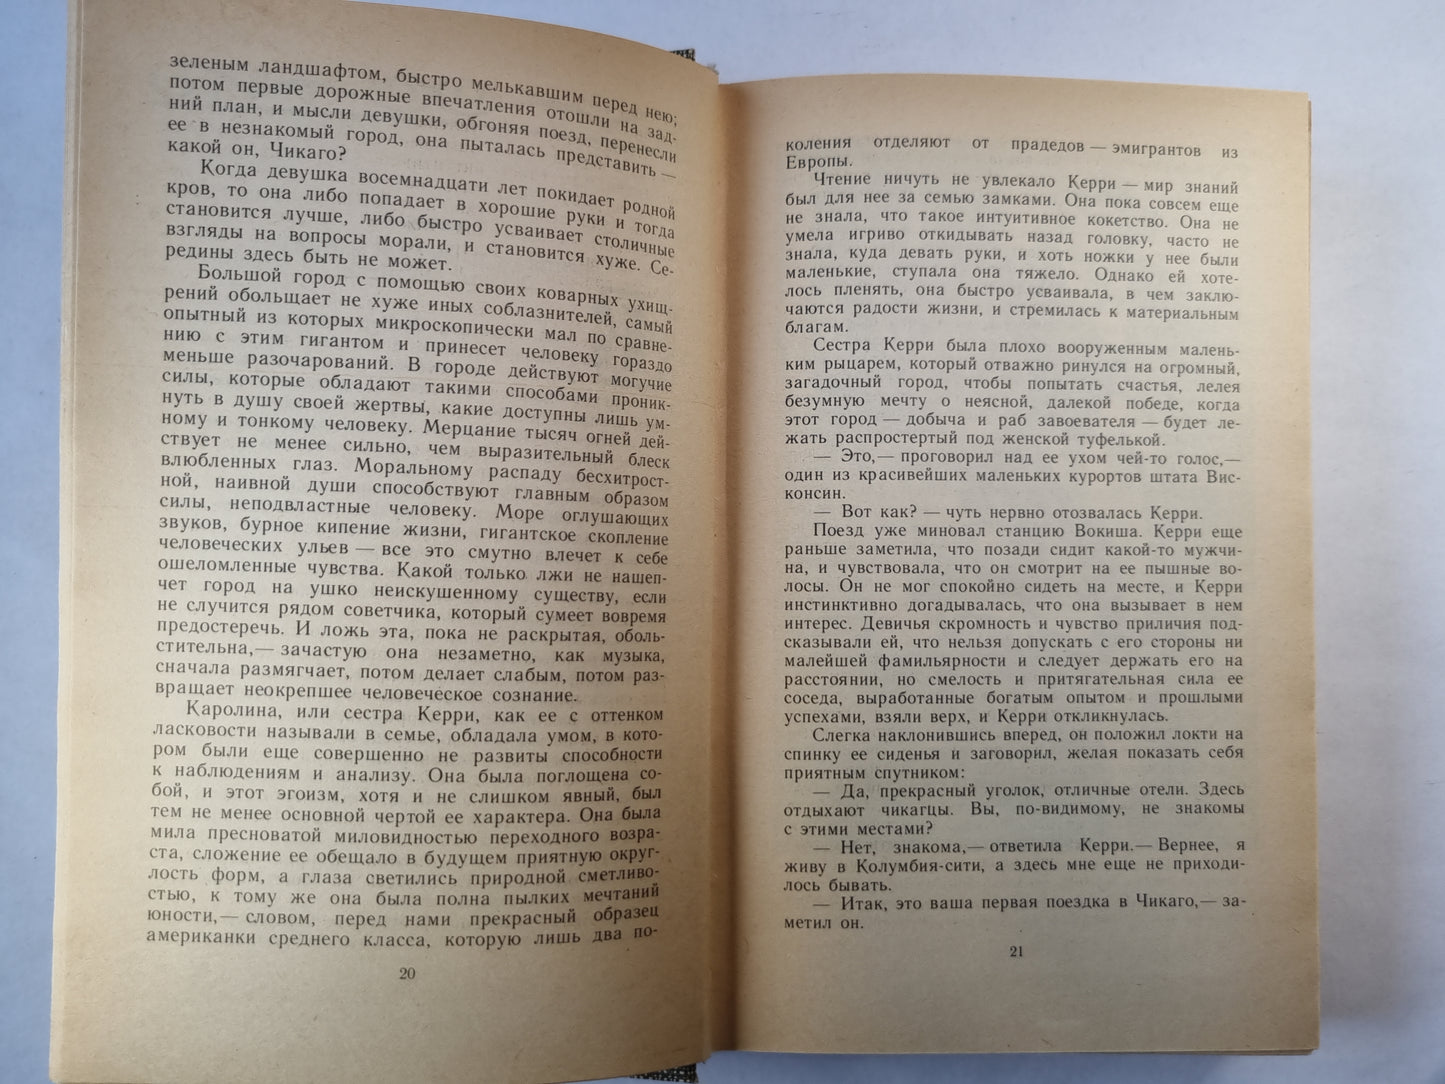 зеленым ландшафтом, быстро мелькавшим перед нею;
потом первые дорожные впечатления отошли на зад-
ний план, и мысли девушки, обгоняя поезд, перенесли
ее в незнакомый город, она пыталась представить —
какой он, Чикаго?
Когда девушка восемнадцати лет покидает родной
кров, то она либо попадает в хорошие руки и тогда
становится лучше, либо быстро усваивает столичные
взгляды на вопросы морали, и становится хуже. Се-
редины здесь быть не может.
Большой город с помощью своих коварных ухищ-
рений обольщает не хуже иных соблазнителей, самый
опытный из которых микроскопически мал по сравне-
нию с этим гигантом и принесет человеку гораздо
меньше разочарований. В городе действуют могучие
силы, которые обладают такими способами проник-
нуть в душу своей жертвы, какие доступны лишь ум-
ному и тонкому человеку. Мерцание тысяч огней дей-
ствует не менее сильно, чем выразительный блеск
влюбленных глаз. Моральному распаду бесхитрост-
ной, наивной души способствуют главным образом
силы, неподвластные человеку. Море оглушающих
звуков, бурное кипение жизни, гигантское скопление
человеческих ульев — все это смутно влечет к себе
ошеломленные чувства. Какой только лжи не нашеп-
чет город на ушко неискушенному существу, если
не случится рядом советчика, который сумеет вовремя
предостеречь. И ложь эта, пока не раскрытая, оболь-
стительна,— зачастую она незаметно, как музыка,
сначала размягчает, потом делает слабым, потом раз-
вращает неокрепшее человеческое сознание.
Каролина, или сестра Керри, как ее с оттенком
ласковости называли в семье, обладала умом, в кото-
ром были еще совершенно не развиты способности
к наблюдениям и анализу. Она была поглощена со-
бой, и этот эгоизм, хотя и не слишком явный, был
тем не менее основной чертой ее характера. Она была
мила пресноватой миловидностью переходного возра-
ста, сложение ее обещало в будущем приятную округ-
лость форм, а глаза светились природной сметливо-
стью, к тому же она была полна пылких мечтаний
юности,— словом, перед нами прекрасный образец
американки среднего класса, которую лишь два по-
20
коления отделяют от прадедов — эмигрантов из
Европы.
Чтение ничуть не увлекало Керри — мир знаний
был для нее за семью замками. Она пока совсем еще
не знала, что такое интуитивное кокетство. Она не
умела игриво откидывать назад головку, часто не
знала, куда девать руки, и хоть ножки у нее были
маленькие, ступала она тяжело. Однако ей хоте-
лось пленять, она быстро усваивала, в чем заклю-
чаются радости жизни, и стремилась к материальным
благам.
Сестра Керри была плохо вооруженным малень-
ким рыцарем, который отважно ринулся на огромный,
загадочный город, чтобы попытать счастья, лелея
безумную мечту о неясной, далекой победе, когда
этот город — добыча и раб завоевателя — будет ле-
жать распростертый под женской туфелькой.
— Это,— проговорил над ее ухом чей-то голос,—
один из красивейших маленьких курортов штата Вис-
консин.
— Вот как? — чуть нервно отозвалась Керри.
Поезд уже миновал станцию Вокиша. Керри еще
раньше заметила, что позади сидит какой-то мужчи-
на, и чувствовала, что он смотрит на ее пышные во-
лосы. Он не мог спокойно сидеть на месте, и Керри
инстинктивно догадывалась, что она вызывает в нем
интерес. Девичья скромность и чувство приличия под-
сказывали ей, что нельзя допускать с его стороны ни
малейшей фамильярности и следует держать его на
расстоянии, но смелость и притягательная сила ее
соседа, выработанные богатым опытом и прошлыми
успехами, взяли верх, и Керри откликнулась.
Слегка наклонившись вперед, он положил локти на
спинку ее сиденья и заговорил, желая показать себя
приятным спутником:
— Да, прекрасный уголок, отличные отели. Здесь
отдыхают чикагцы. Вы, по-видимому, не знакомы
с этими местами?
— Нет, знакома,— ответила Керри.— Вернее, я
живу в Колумбия-сити, а здесь мне еще не приходи-
лось бывать.
— Итак, это ваша первая поездка в Чикаго,— за-
метил он.
21